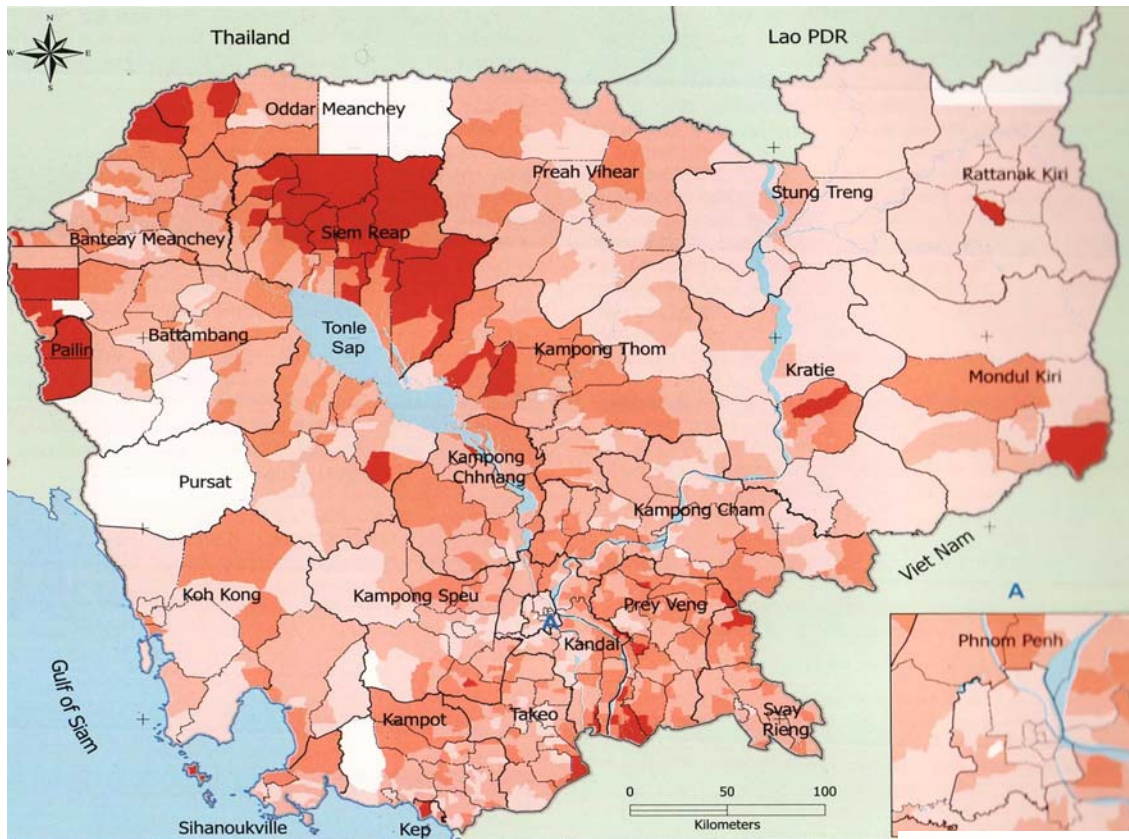 N
W
E
S
Thailand
Lao PDR
Oddar Meanchey
Preah Vihear
Stung Treng
Rattanak Kiri
Siem Reap
Banteay Meanchey
Tonle
Sap
Battambang
Pailin
Kampong Thom
Kratie
Mondul Kiri
Pursat
Kampong
Chhnang
Kampong Cham
Viet Nam
Koh Kong
Kampong Speu
Prey Veng
A
Kandal
A
Phnom Penh
Gulf of Siam
Kampot
Takeo
Svay
Rieng
0
50
100
Kilometers
Sihanoukville
Kep